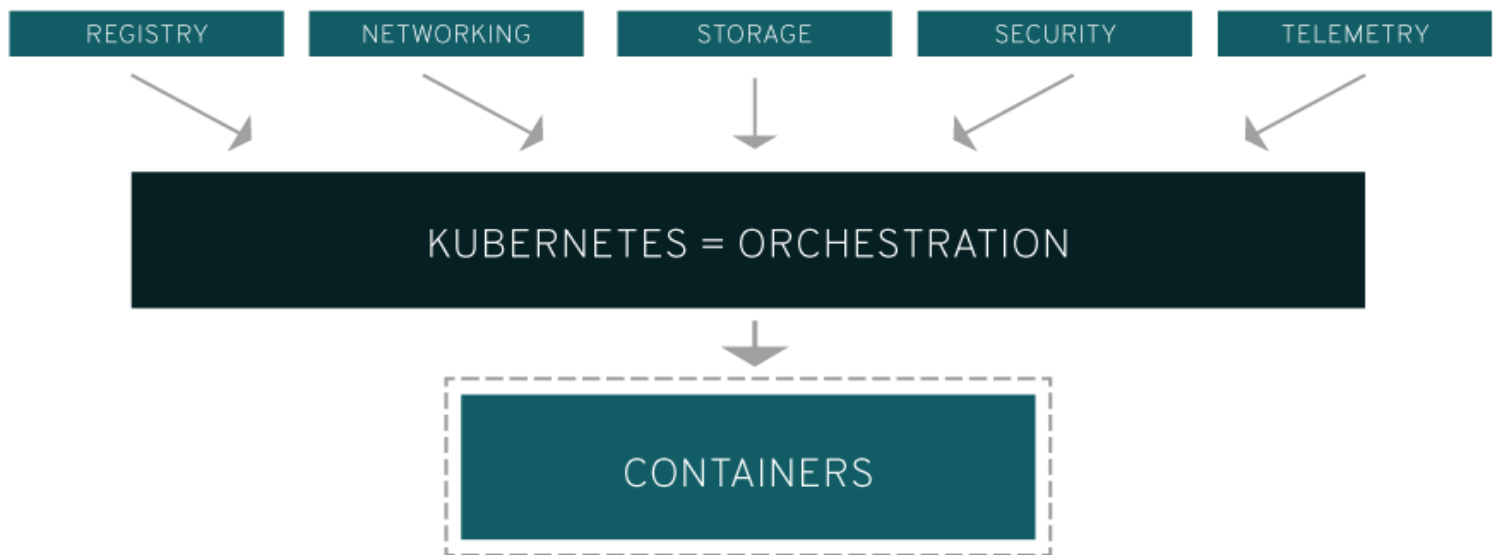 REGISTRY
NETWORKING
STORAGE
SECURITY
TELEMETRY
KUBERNETES = ORCHESTRATION
CONTAINERS